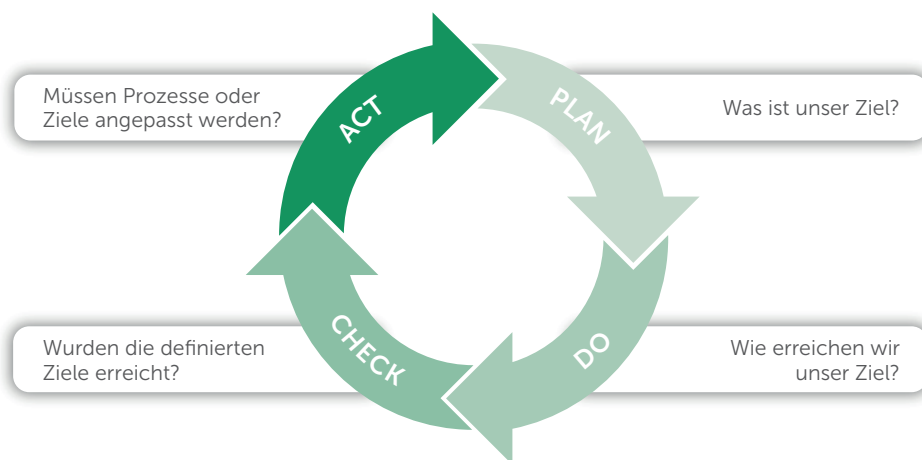 Müssen Prozesse oder
Ziele angepasst werden?
ACT
PLAN
Was ist unser Ziel?
Wurden die definierten
Ziele erreicht?
CHECK
DO
Wie erreichen wir
unser Ziel?